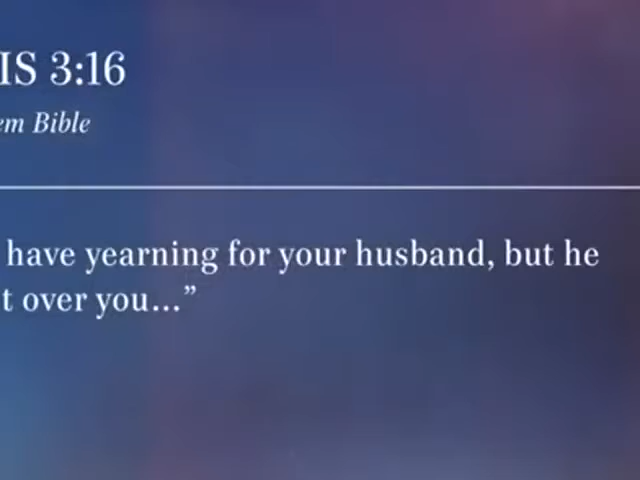 IS 3:16
em Bible
have yearning for your husband, but he
t over you...”